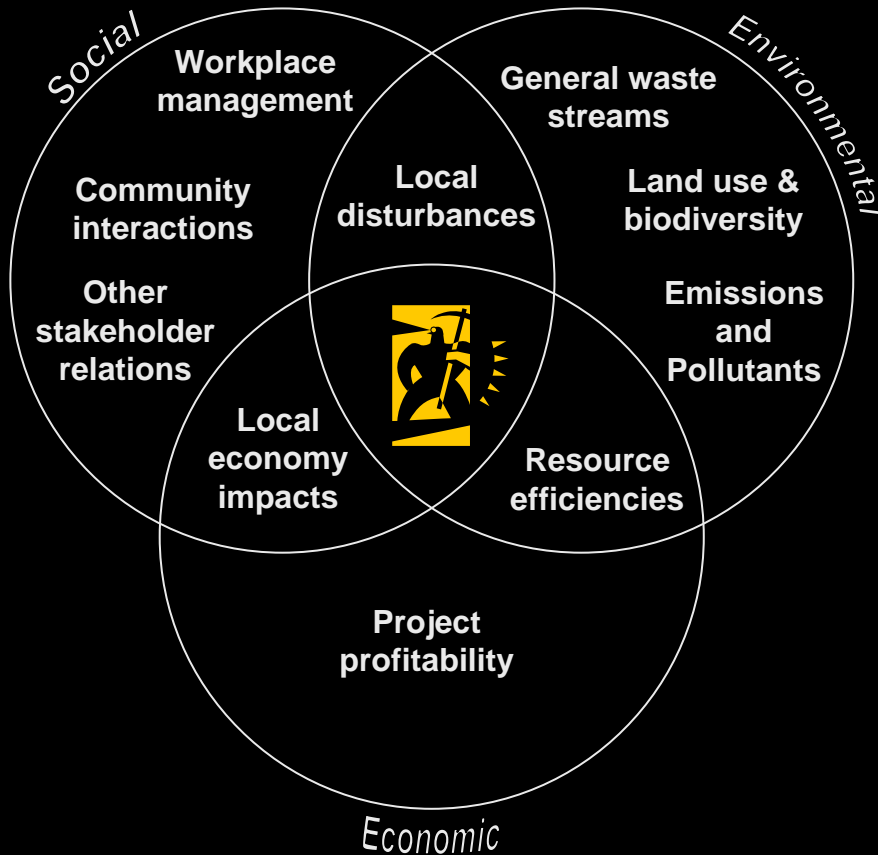 Social
Environmental
Workplace
management
General waste
streams
Community
interactions
Local
disturbances
Land use &
biodiversity
Other
stakeholder
relations
Emissions
and
Pollutants
Local
economy
impacts
Resource
efficiencies
Project
profitability
Economic